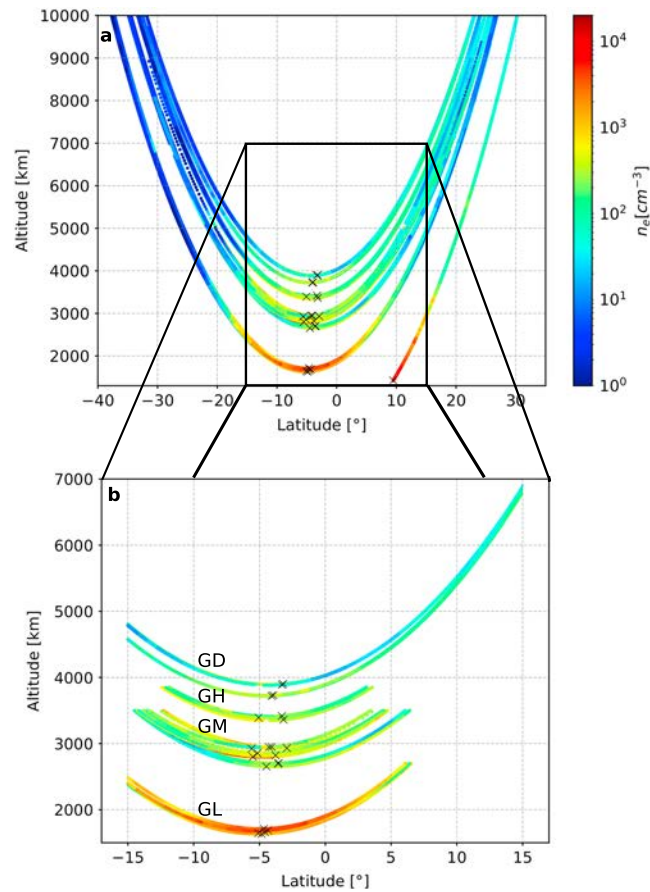 a
10000
9000
8000
7000
6000
5000
4000
3000
2000
Altitude [km]
−40 −30 −20 −10 0 10 20 30
Latitude [°]
10⁴
10³
10²
10¹
10⁰
nₑ[cm⁻³]
b
7000
6000
5000
4000
3000
2000
Altitude [km]
GD
GH
GM
GL
−15 −10 −5 0 5 10 15
Latitude [°]